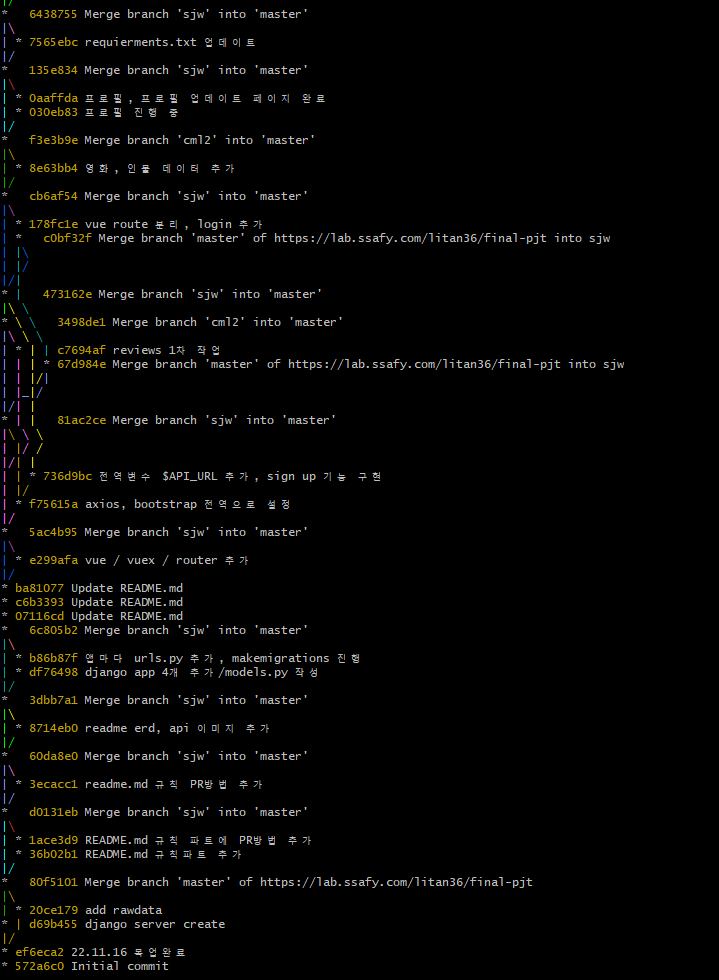 * 6438755 Merge branch 'sjw' into 'master'
* 7565ebc requierments.txt 업데이트
* 135e834 Merge branch 'sjw' into 'master'
* 0aaffda 프로필, 프로필 업데이트 페이지 완료
* 030eb83 프로필 진행 중
* f3e3b9e Merge branch 'cml2' into 'master'
* 8e63bb4 영화, 인물 데이터 추가
* cb6af54 Merge branch 'sjw' into 'master'
* 178fc1e vue route 분리, login 추가
* c0bf32f Merge branch 'master' of https://lab.ssafy.com/litan36/final-pjt into sjw
* 473162e Merge branch 'sjw' into 'master'
* 3498de1 Merge branch 'cml2' into 'master'
* c7694af reviews 1차 작업
* 67d984e Merge branch 'master' of https://lab.ssafy.com/litan36/final-pjt into sjw
* 81ac2ce Merge branch 'sjw' into 'master'
* 736d9bc 전역변수 $API_URL 추가, sign up 기능 구현
* f75615a axios, bootstrap 전역으로 설정
* 5ac4b95 Merge branch 'sjw' into 'master'
* e299afa vue / vuex / router 추가
* ba81077 Update README.md
* c6b3393 Update README.md
* 07116cd Update README.md
* 6c805b2 Merge branch 'sjw' into 'master'
* b86b87f 앱마다 urls.py 추가, makemigrations 진행
* df76498 django app 4개 추가/models.py 작성
* 3dbb7a1 Merge branch 'sjw' into 'master'
* 8714eb0 readme erd, api 이미지 추가
* 60da8e0 Merge branch 'sjw' into 'master'
* 3ecacc1 readme.md 규칙 PR방법 추가
* d0131eb Merge branch 'sjw' into 'master'
* 1ace3d9 README.md 규칙 파트에 PR방법 추가
* 36b02b1 README.md 규칙파트 추가
* 80f5101 Merge branch 'master' of https://lab.ssafy.com/litan36/final-pjt
* 20ce179 add rawdata
* d69b455 django server create
* ef6eca2 22.11.16 목업완료
* 572a6c0 Initial commit